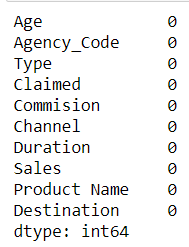 Age 0
Agency_Code 0
Type 0
Claimed 0
Commision 0
Channel 0
Duration 0
Sales 0
Product Name 0
Destination 0
dtype: int64